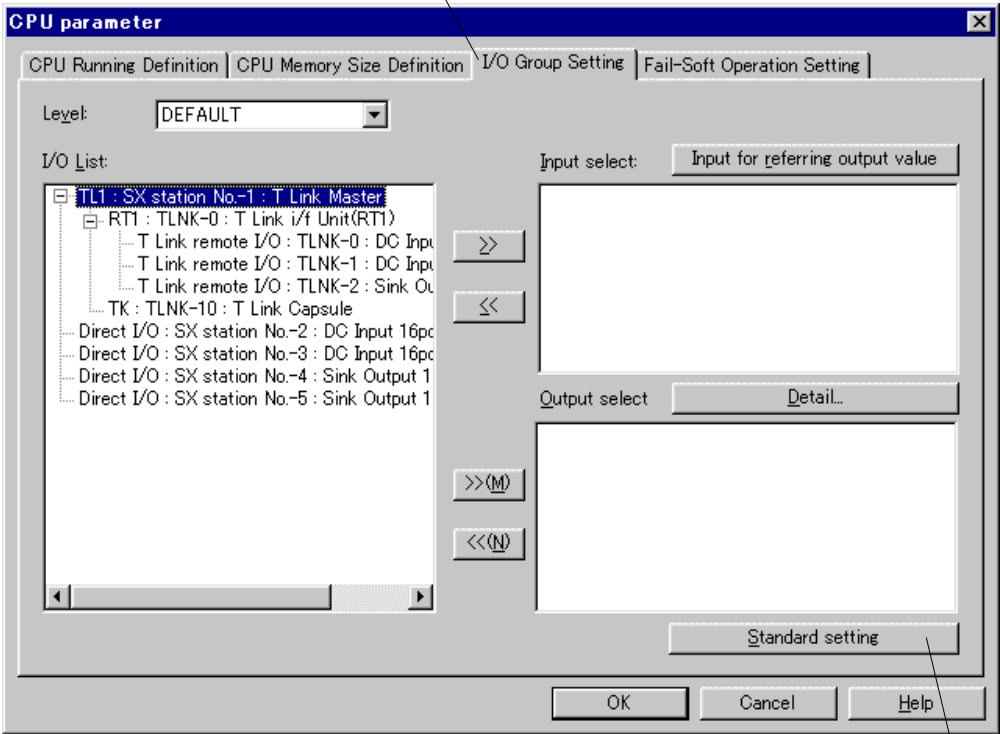 CPU parameter
CPU Running Definition
CPU Memory Size Definition
I/O Group Setting
Fail-Soft Operation Setting
Level:
DEFAULT
I/O List:
Input select:
Input for referring output value
TL1 : SX station No.-1 : T Link Master
RT1 : TLNK-0 : T Link i/f Unit(RT1)
T Link remote I/O : TLNK-0 : DC Inpu
T Link remote I/O : TLNK-1 : DC Inpu
T Link remote I/O : TLNK-2 : Sink Ou
TK : TLNK-10 : T Link Capsule
Direct I/O : SX station No.-2 : DC Input 16po
Direct I/O : SX station No.-3 : DC Input 16po
Direct I/O : SX station No.-4 : Sink Output 1
Direct I/O : SX station No.-5 : Sink Output 1
>>
<<
Output select
Detail...
>>(M)
<<(N)
Standard setting
OK
Cancel
Help